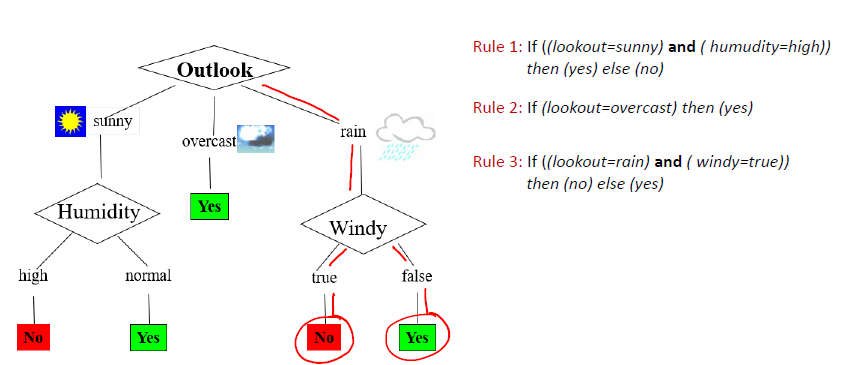 Outlook
sunny
overcast
rain
Humidity
Yes
Windy
high
normal
true
false
No
Yes
No
Yes
Rule 1: If ((lookout=sunny) and ( humudity=high))
then (yes) else (no)
Rule 2: If (lookout=overcast) then (yes)
Rule 3: If ((lookout=rain) and ( windy=true))
then (no) else (yes)